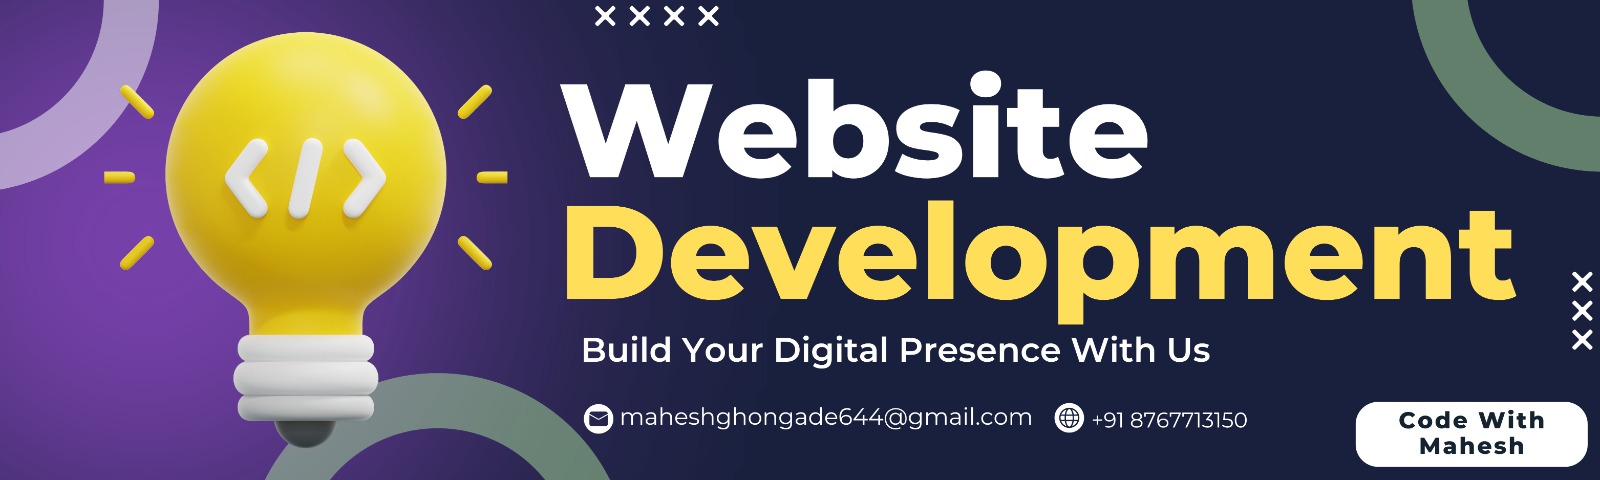 </>
Website
Development
Build Your Digital Presence With Us
maheshghongade644@gmail.com
+91 8767713150
Code With
Mahesh